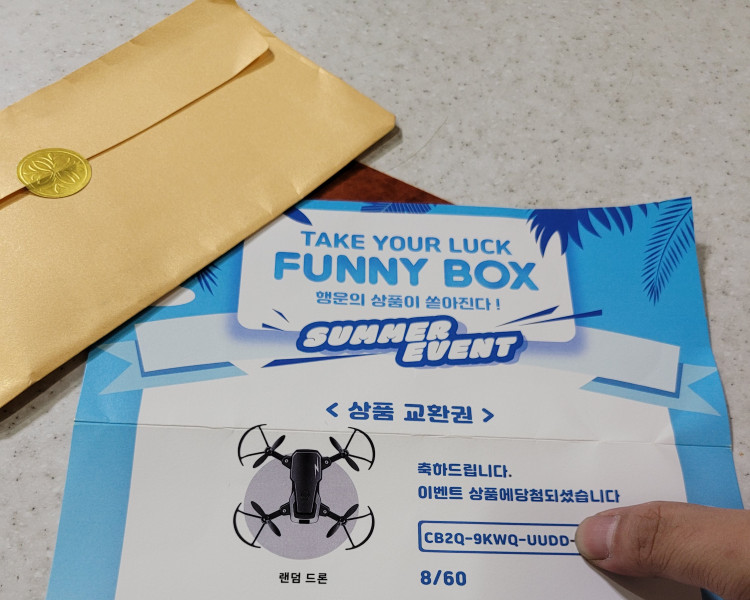 TAKE YOUR LUCK
FUNNY BOX
행운의 상품이 쏟아진다 !
SUMMER
EVENT
< 상품 교환권 >
축하드립니다.
이벤트 상품에당첨되셨습니다
CB2Q-9KWQ-UUDD-
랜덤 드론
8/60